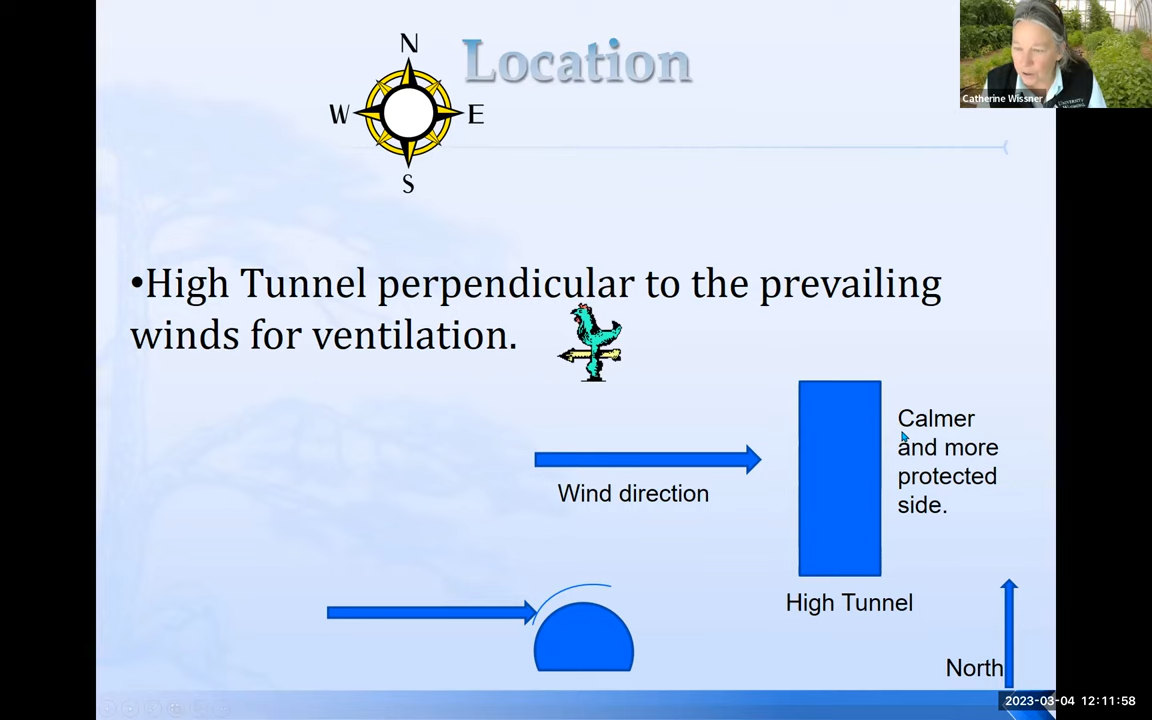 N
Location
W E
S
Catherine Wissner
UNIVERSITY
•High Tunnel perpendicular to the prevailing
winds for ventilation.
Calmer
and more
protected
side.
Wind direction
High Tunnel
North
2023-03-04 12:11:58